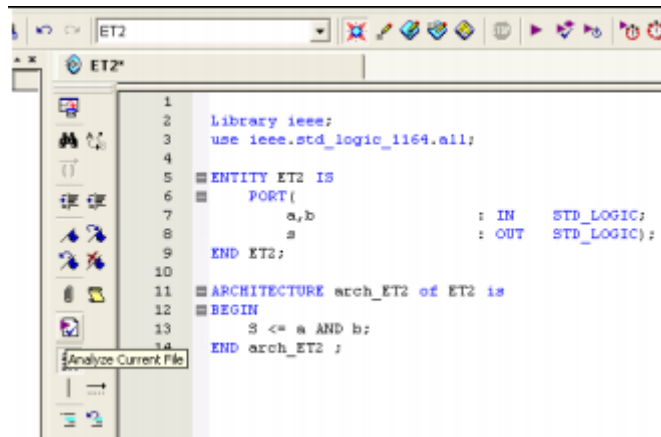 ET2
ET2*
1
2 Library ieee;
3 use ieee.std_logic_1164.all;
4
5 ENTITY ET2 IS
6 PORT(
7 a,b : IN STD_LOGIC;
8 s : OUT STD_LOGIC);
9 END ET2;
10
11 ARCHITECTURE arch_ET2 of ET2 is
12 BEGIN
13 S <= a AND b;
14 END arch_ET2 ;
Analyze Current File